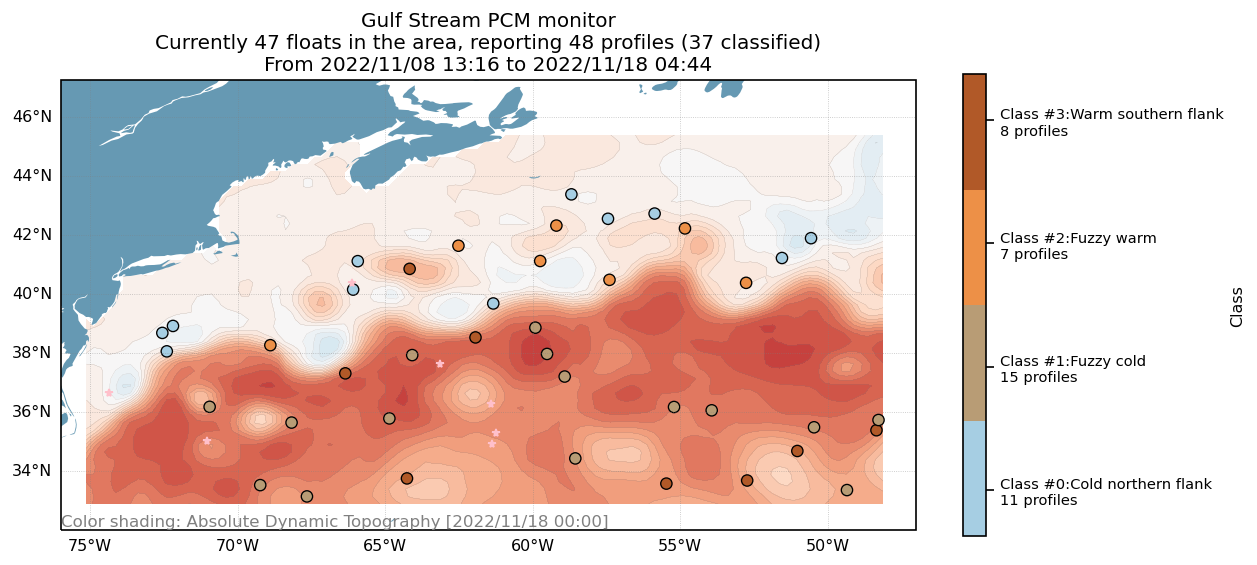 Gulf Stream PCM monitor
Currently 47 floats in the area, reporting 48 profiles (37 classified)
From 2022/11/08 13:16 to 2022/11/18 04:44
46°N
44°N
42°N
40°N
38°N
36°N
34°N
Color shading: Absolute Dynamic Topography [2022/11/18 00:00]
75°W
70°W
65°W
60°W
55°W
50°W
Class #3:Warm southern flank
8 profiles
Class #2:Fuzzy warm
7 profiles
Class #1:Fuzzy cold
15 profiles
Class #0:Cold northern flank
11 profiles
Class